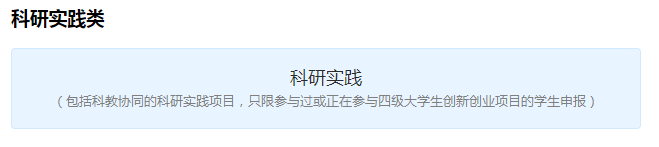 科研实践类
科研实践
（包括科教协同的科研实践项目，只限参与过或正在参与四级大学生创新创业项目的学生申报）